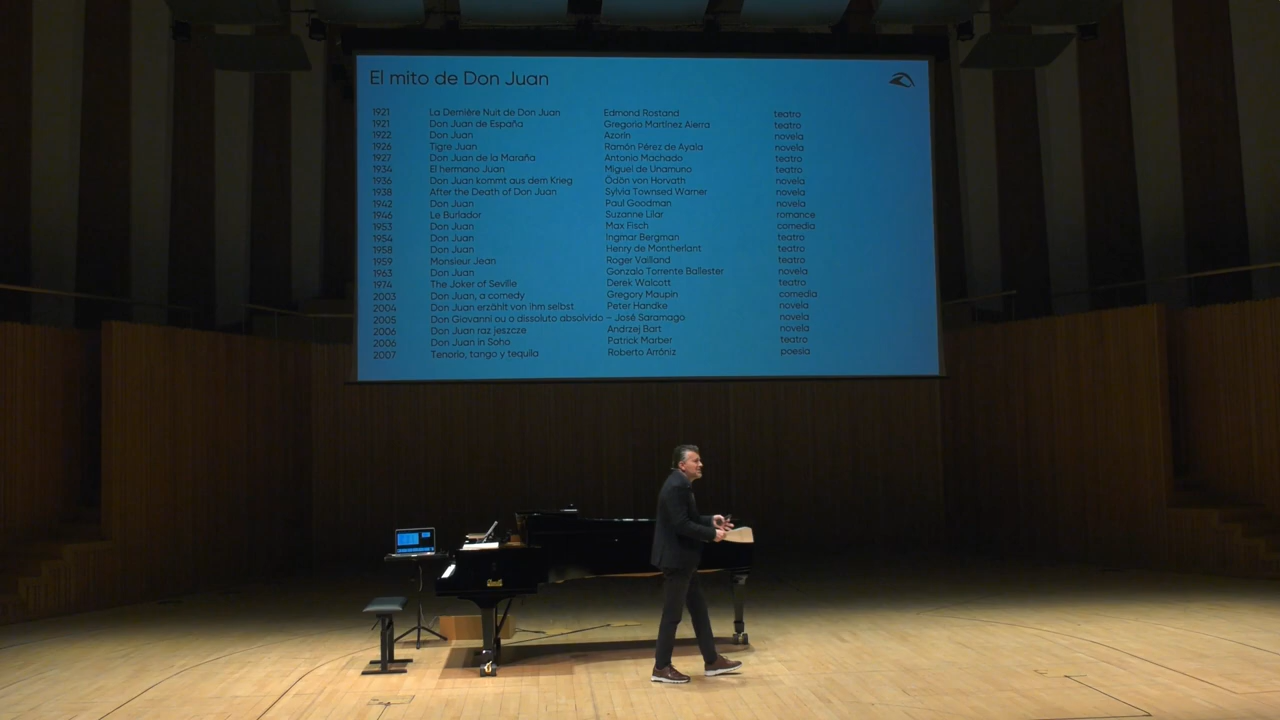 El mito de Don Juan
1921 La Dernière Nuit de Don Juan Edmond Rostand teatro
1921 Don Juan de España Gregorio Martínez Aierra teatro
1922 Don Juan Azorín novela
1926 Tigre Juan Ramón Pérez de Ayala novela
1927 Don Juan de la Maraña Antonio Machado teatro
1934 El hermano Juan Miguel de Unamuno teatro
1936 Don Juan kommt aus dem Krieg Ödön von Horvath novela
1938 After the Death of Don Juan Sylvia Townsed Warner novela
1942 Don Juan Paul Goodman novela
1946 Le Burlador Suzanne Lilar romance
1953 Don Juan Max Fisch comedia
1954 Don Juan Ingmar Bergman teatro
1958 Don Juan Henry de Montherlant teatro
1959 Monsieur Jean Roger Vailland teatro
1963 Don Juan Gonzalo Torrente Ballester novela
1974 The Joker of Seville Derek Walcott teatro
2003 Don Juan, a comedy Gregory Maupin comedia
2004 Don Juan erzählt von ihm selbst Peter Handke novela
2005 Don Giovanni ou o dissoluto absolvido – José Saramago novela
2006 Don Juan raz jeszcze Andrzej Bart novela
2006 Don Juan in Soho Patrick Marber teatro
2007 Tenorio, tango y tequila Roberto Arróniz poesia